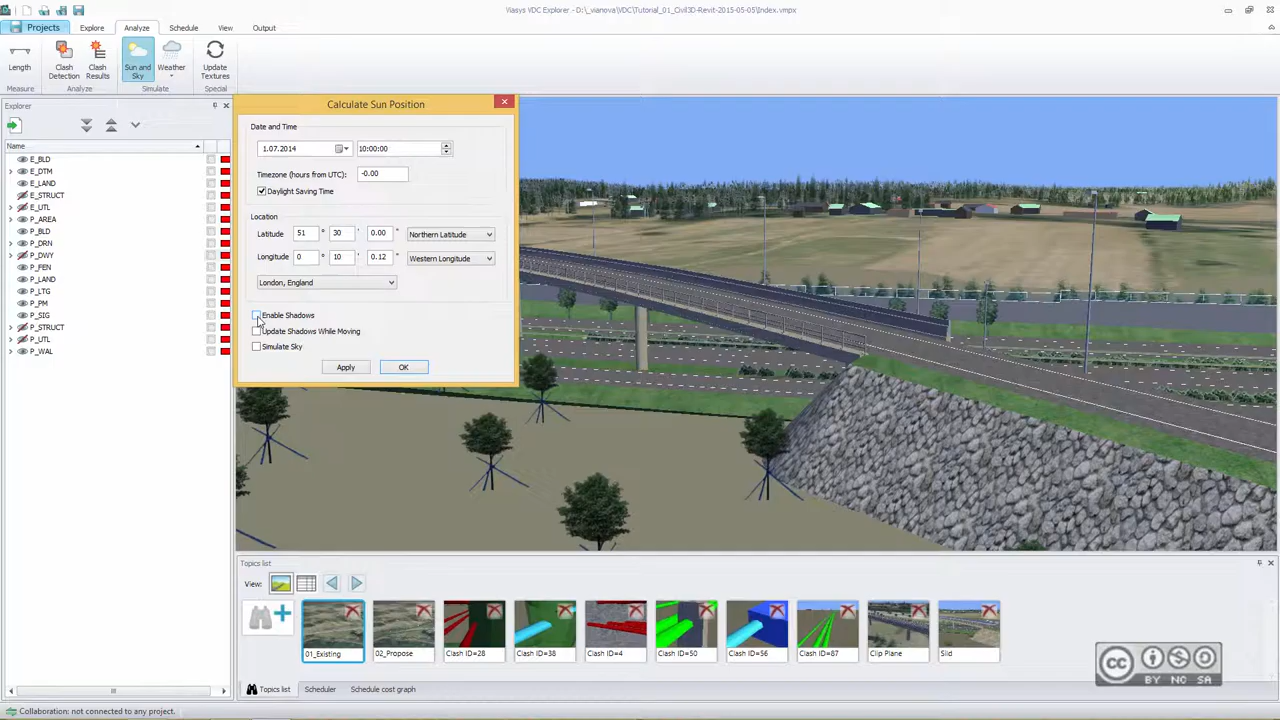 Viasys VDC Explorer - D:\_vianova\VDC\Tutorial_01_Civil3D-Revit-2015-05-05\Index.vmpx
Projects Explore Analyze Schedule View Output
Length Clash Detection Clash Results Sun and Sky Weather Update Textures
Measure Analyze Simulate Special
Explorer
Name
E_BLD
E_DTM
E_LAND
E_STRUCT
E_UTL
P_AREA
P_BLD
P_DRN
P_DWY
P_FEN
P_LAND
P_LTG
P_PM
P_SIG
P_STRUCT
P_UTL
P_WAL
Calculate Sun Position
Date and Time
1.07.2014 10:00:00
Timezone (hours from UTC): -0.00
Daylight Saving Time
Location
Latitude 51 ° 30 ' 0.00 " Northern Latitude
Longitude 0 ° 10 ' 0.12 " Western Longitude
London, England
Enable Shadows
Update Shadows While Moving
Simulate Sky
Apply OK
Topics list
View:
01_Existing 02_Propose Clash ID=28 Clash ID=38 Clash ID=4 Clash ID=50 Clash ID=56 Clash ID=87 Clip Plane Slid
Topics list Scheduler Schedule cost graph
Collaboration: not connected to any project.
cc BY NC SA